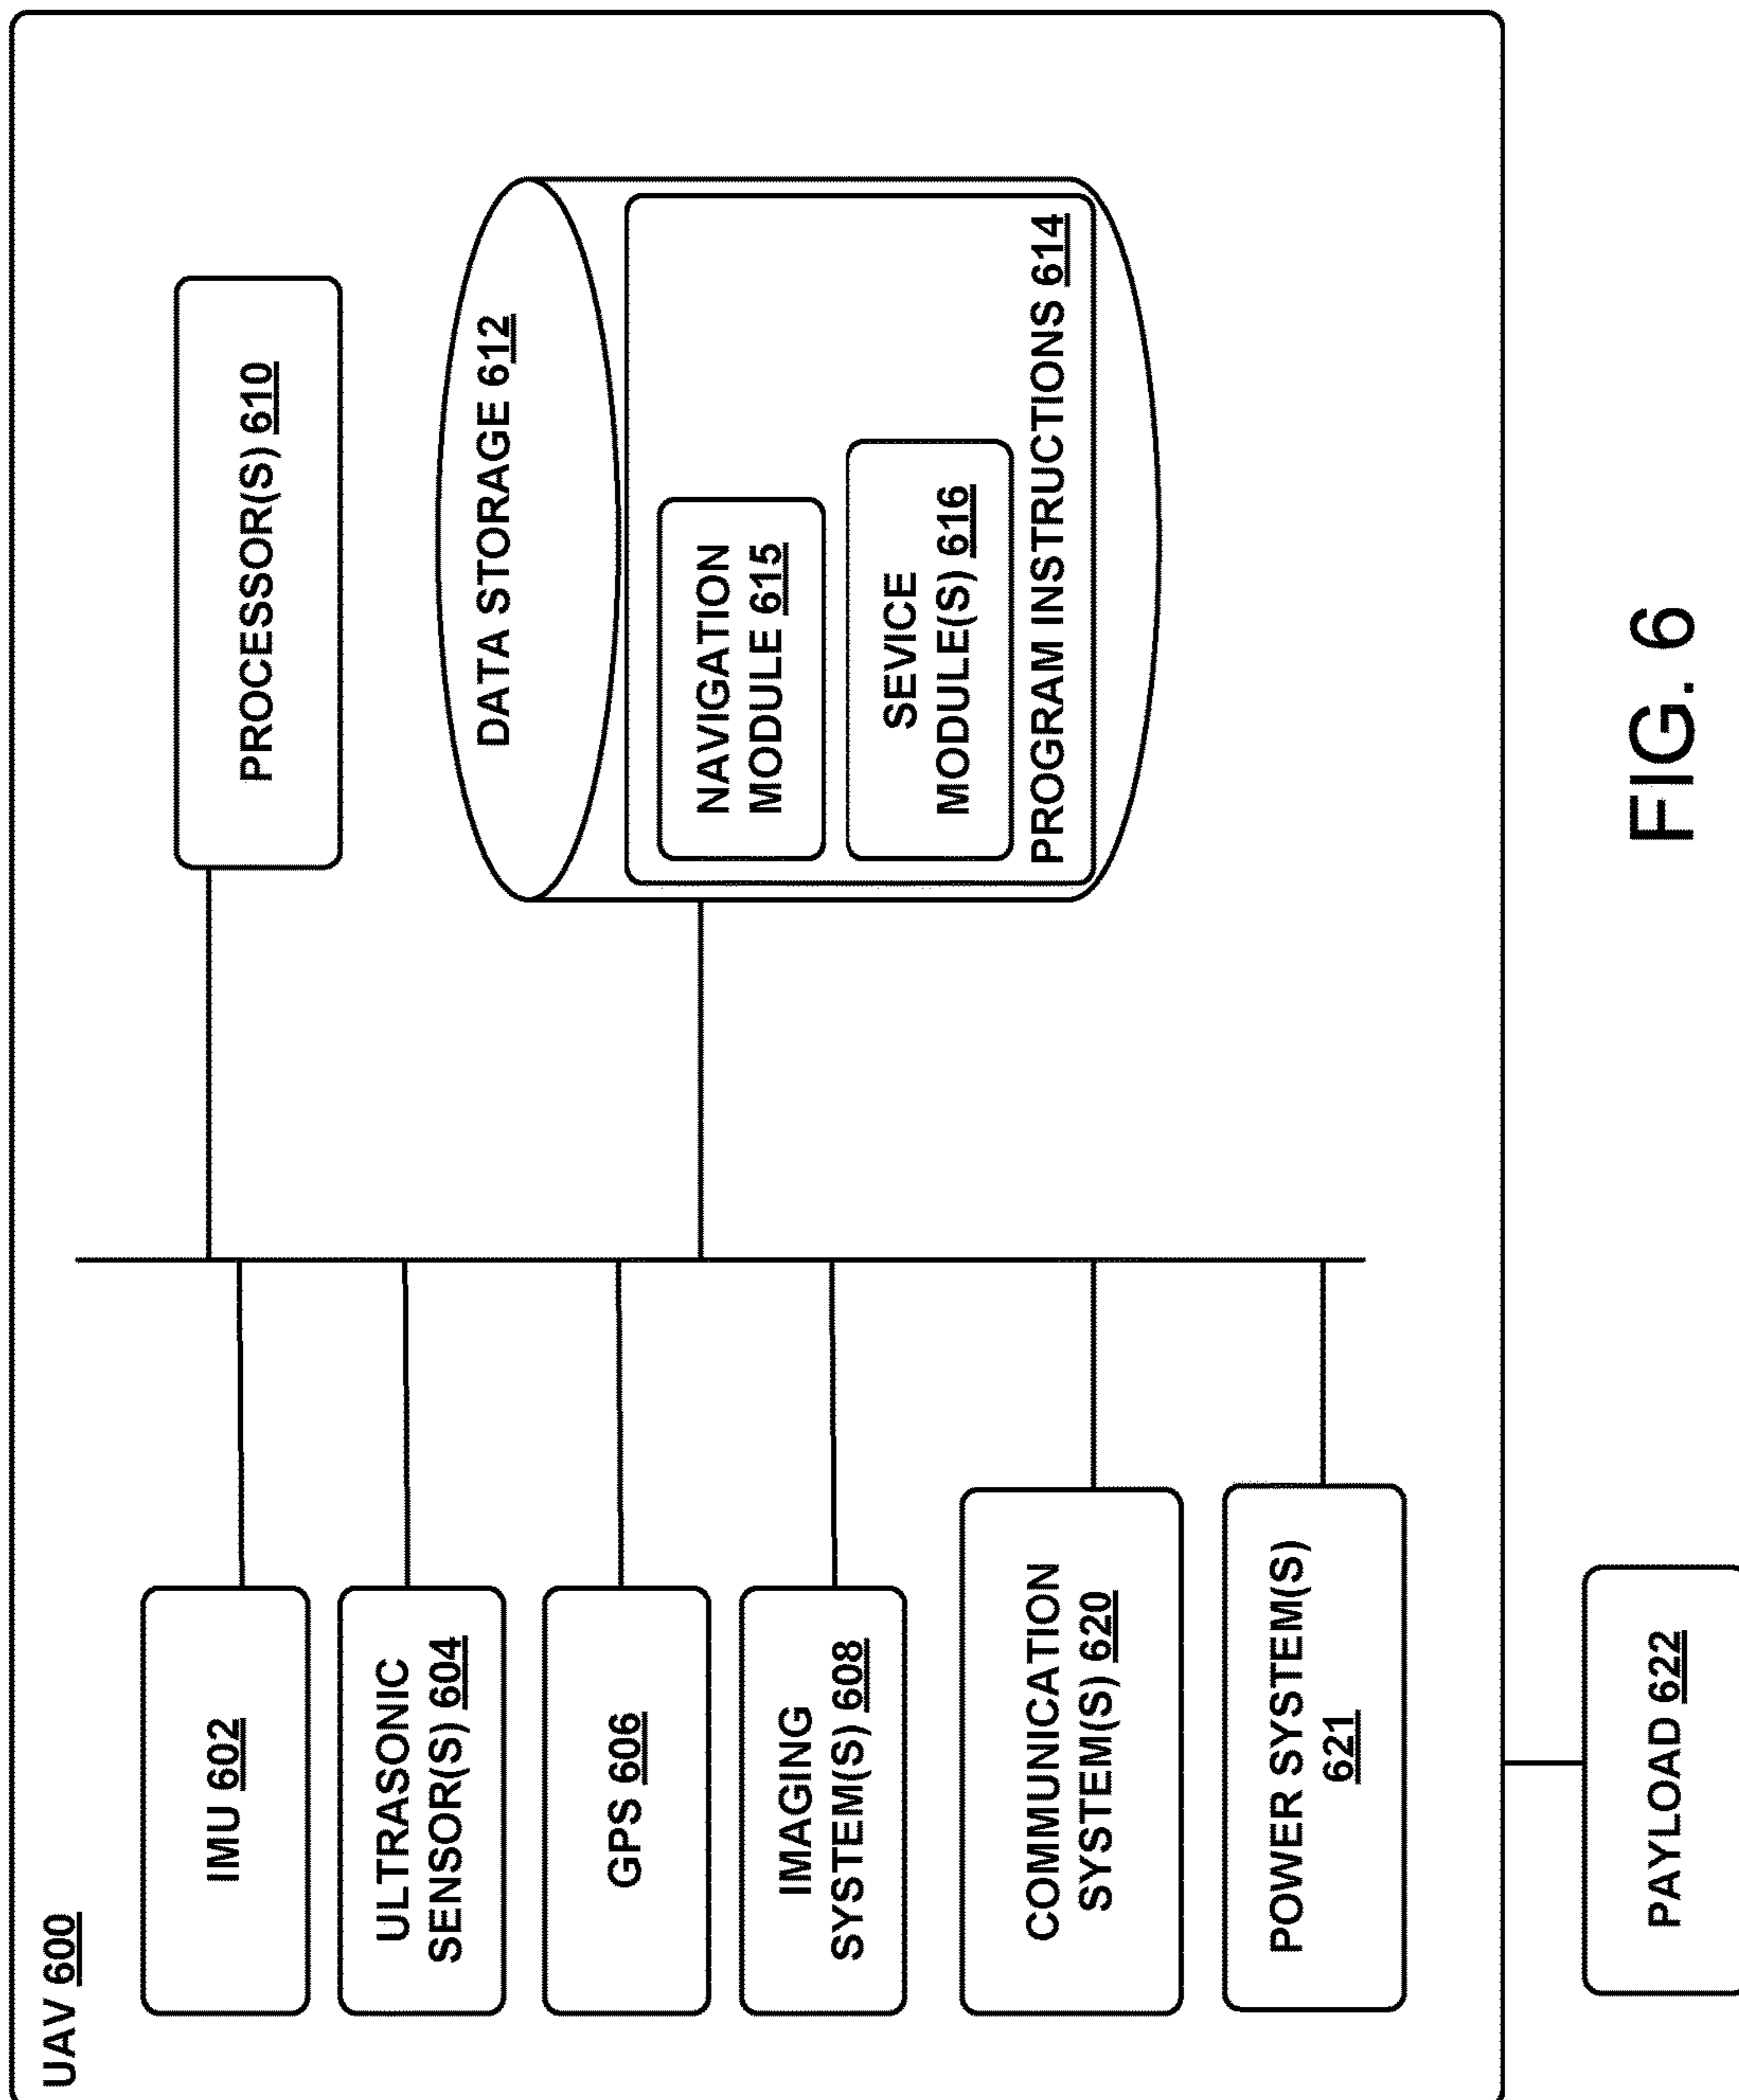 UAV 600
IMU 602
ULTRASONIC
SENSOR(S) 604
GPS 606
IMAGING
SYSTEM(S) 608
COMMUNICATION
SYSTEM(S) 620
POWER SYSTEM(S)
621
PROCESSOR(S) 610
DATA STORAGE 612
NAVIGATION
MODULE 615
SEVICE
MODULE(S) 616
PROGRAM INSTRUCTIONS 614
PAYLOAD 622
FIG. 6